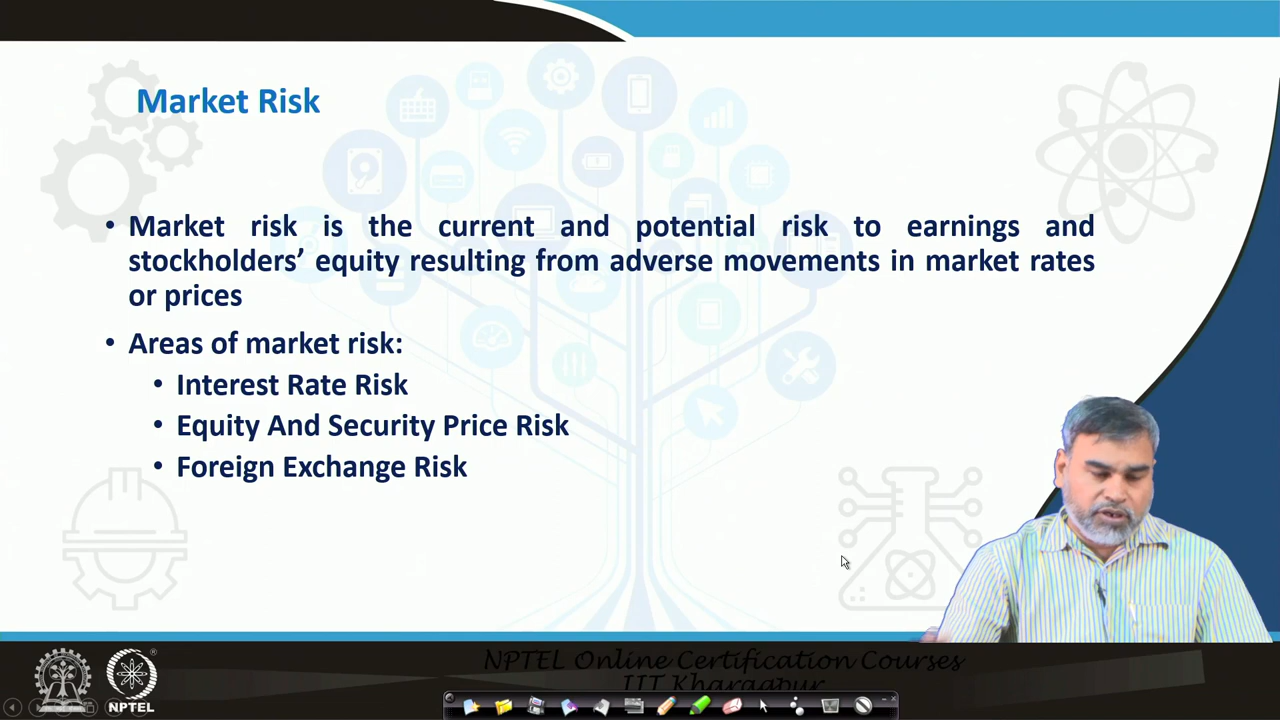 Market Risk
• Market risk is the current and potential risk to earnings and
stockholders’ equity resulting from adverse movements in market rates
or prices
• Areas of market risk:
• Interest Rate Risk
• Equity And Security Price Risk
• Foreign Exchange Risk
NPTEL Online Certification Courses
IIT Kharagpur
NPTEL